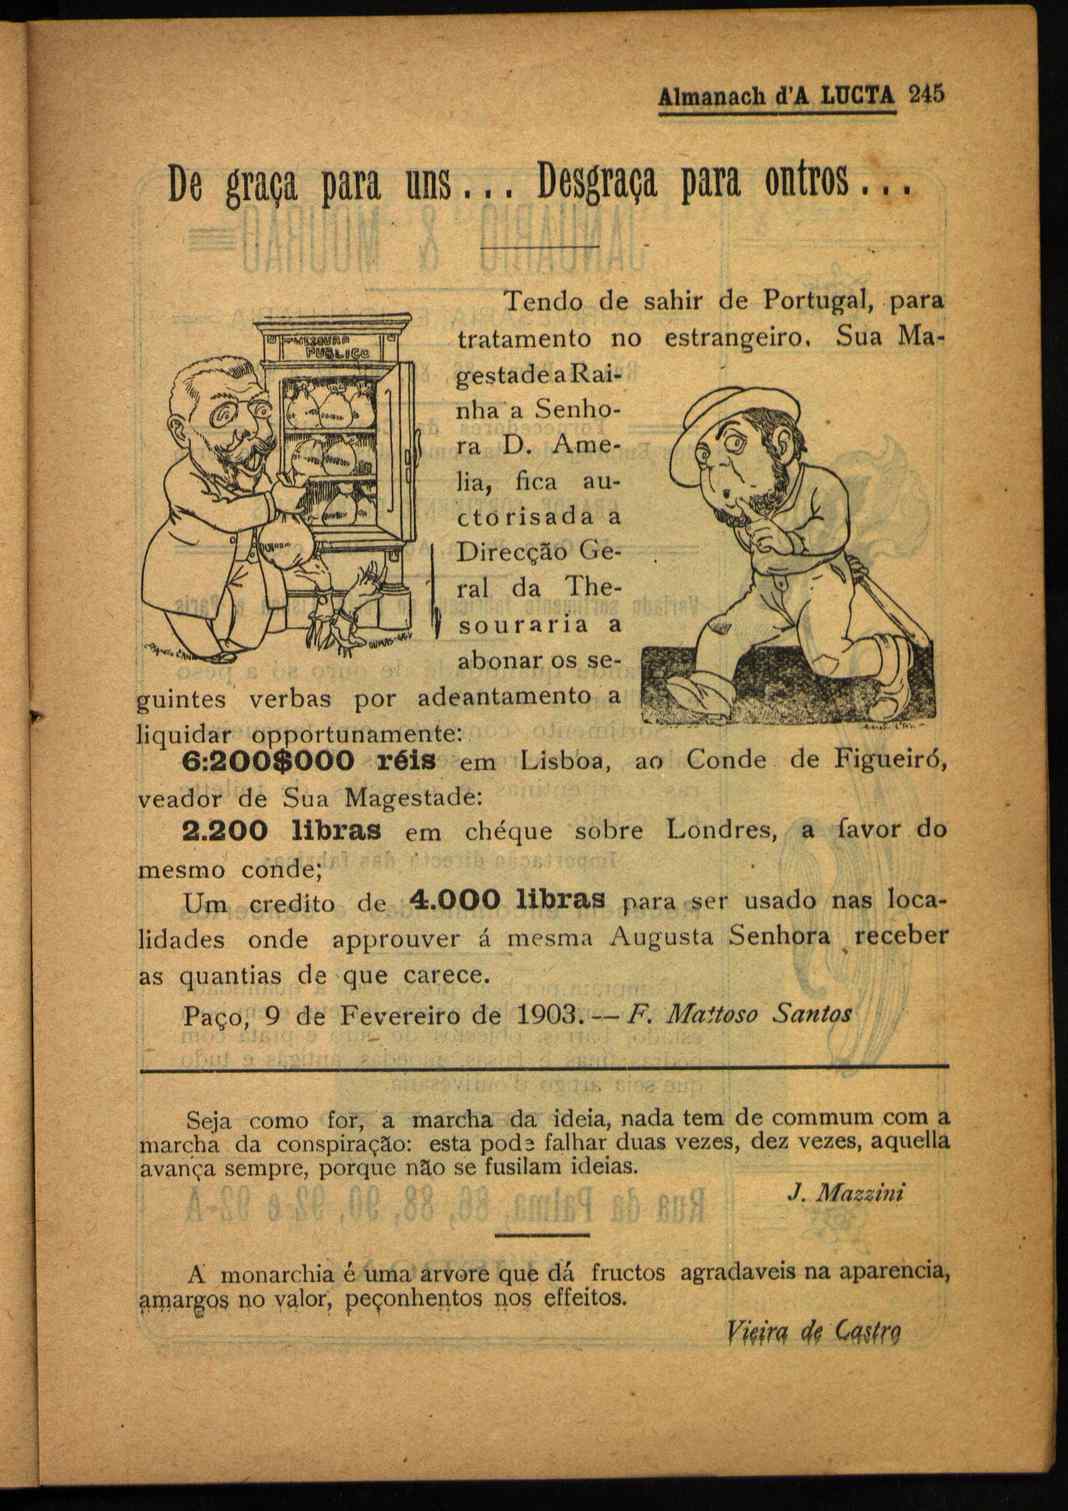 Almanach d'A LUCTA 245
De graça para uns... Desgraça para ontros...
Tendo de sahir de Portugal, para
tratamento no estrangeiro. Sua Ma-
gestade a Rai-
nha a Senho-
ra D. Ame-
lia, fica au-
ctorisada a
Direcção Ge-
ral da The-
souraria a
abonar os se-
guintes verbas por adeantamento a
liquidar opportunamente:
6:200$000 réis em Lisboa, ao Conde de Figueiró,
veador de Sua Magestade:
2.200 libras em chéque sobre Londres, a favor do
mesmo conde;
Um credito de 4.000 libras para ser usado nas loca-
lidades onde approuver á mesma Augusta Senhora receber
as quantias de que carece.
Paço, 9 de Fevereiro de 1903. — F. Mattoso Santos
Seja como for, a marcha da ideia, nada tem de commum com a
marcha da conspiração: esta pode falhar duas vezes, dez vezes, aquella
avança sempre, porque não se fusilam ideias.
J. Mazzini
A monarchia é uma arvore que dá fructos agradaveis na aparencia,
amargos no valor, peçonhentos nos effeitos.
Vieira de Castro
PUBLICO